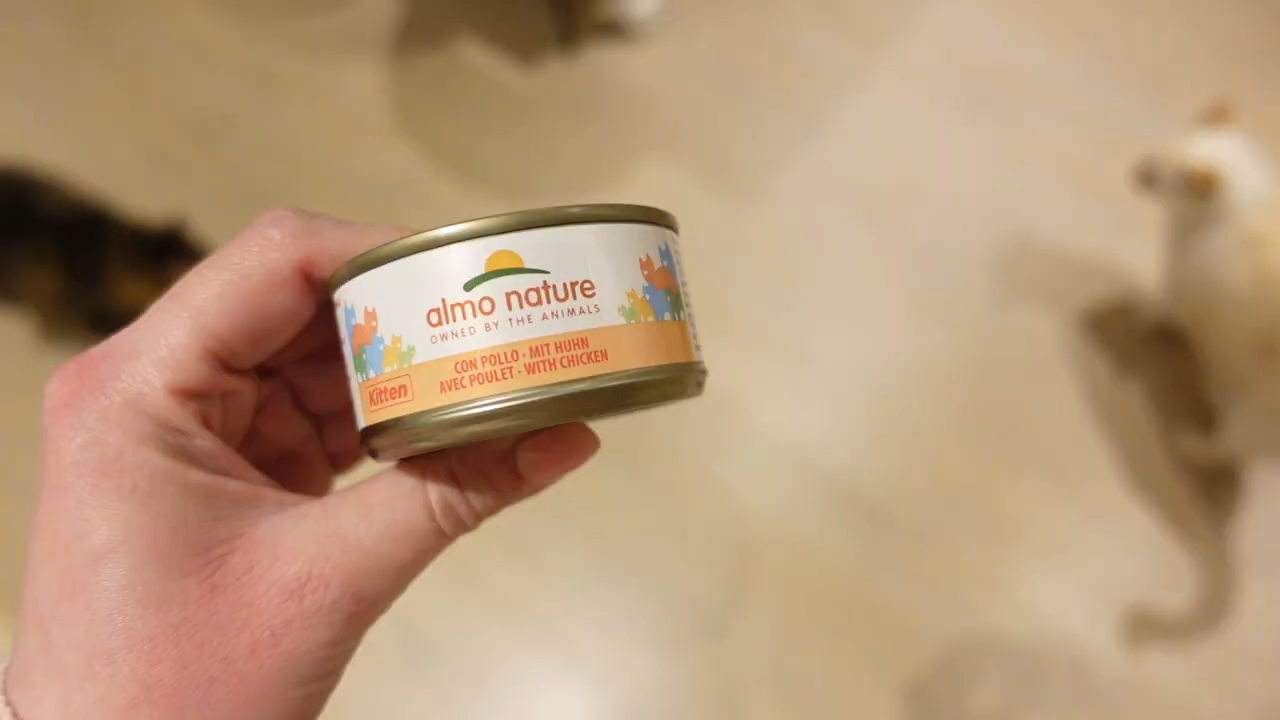 almo nature
OWNED BY THE ANIMALS
CON POLLO · MIT HUHN
AVEC POULET · WITH CHICKEN
Kitten